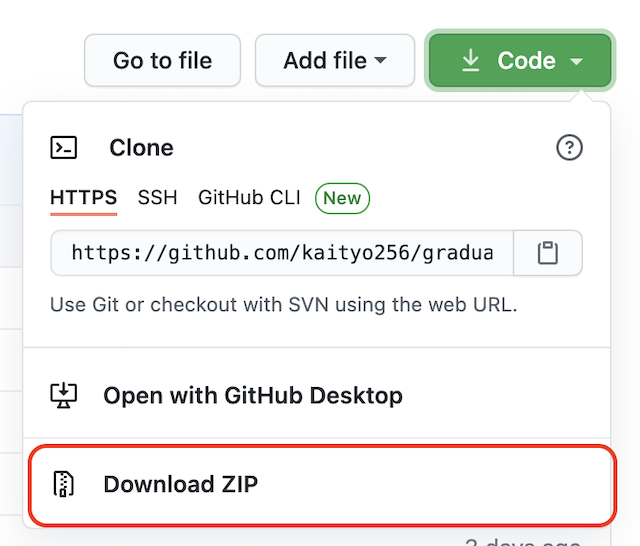 Go to file
Add file
Code
Clone
HTTPS SSH GitHub CLI New
https://github.com/kaityo256/gradua
Use Git or checkout with SVN using the web URL.
Open with GitHub Desktop
Download ZIP